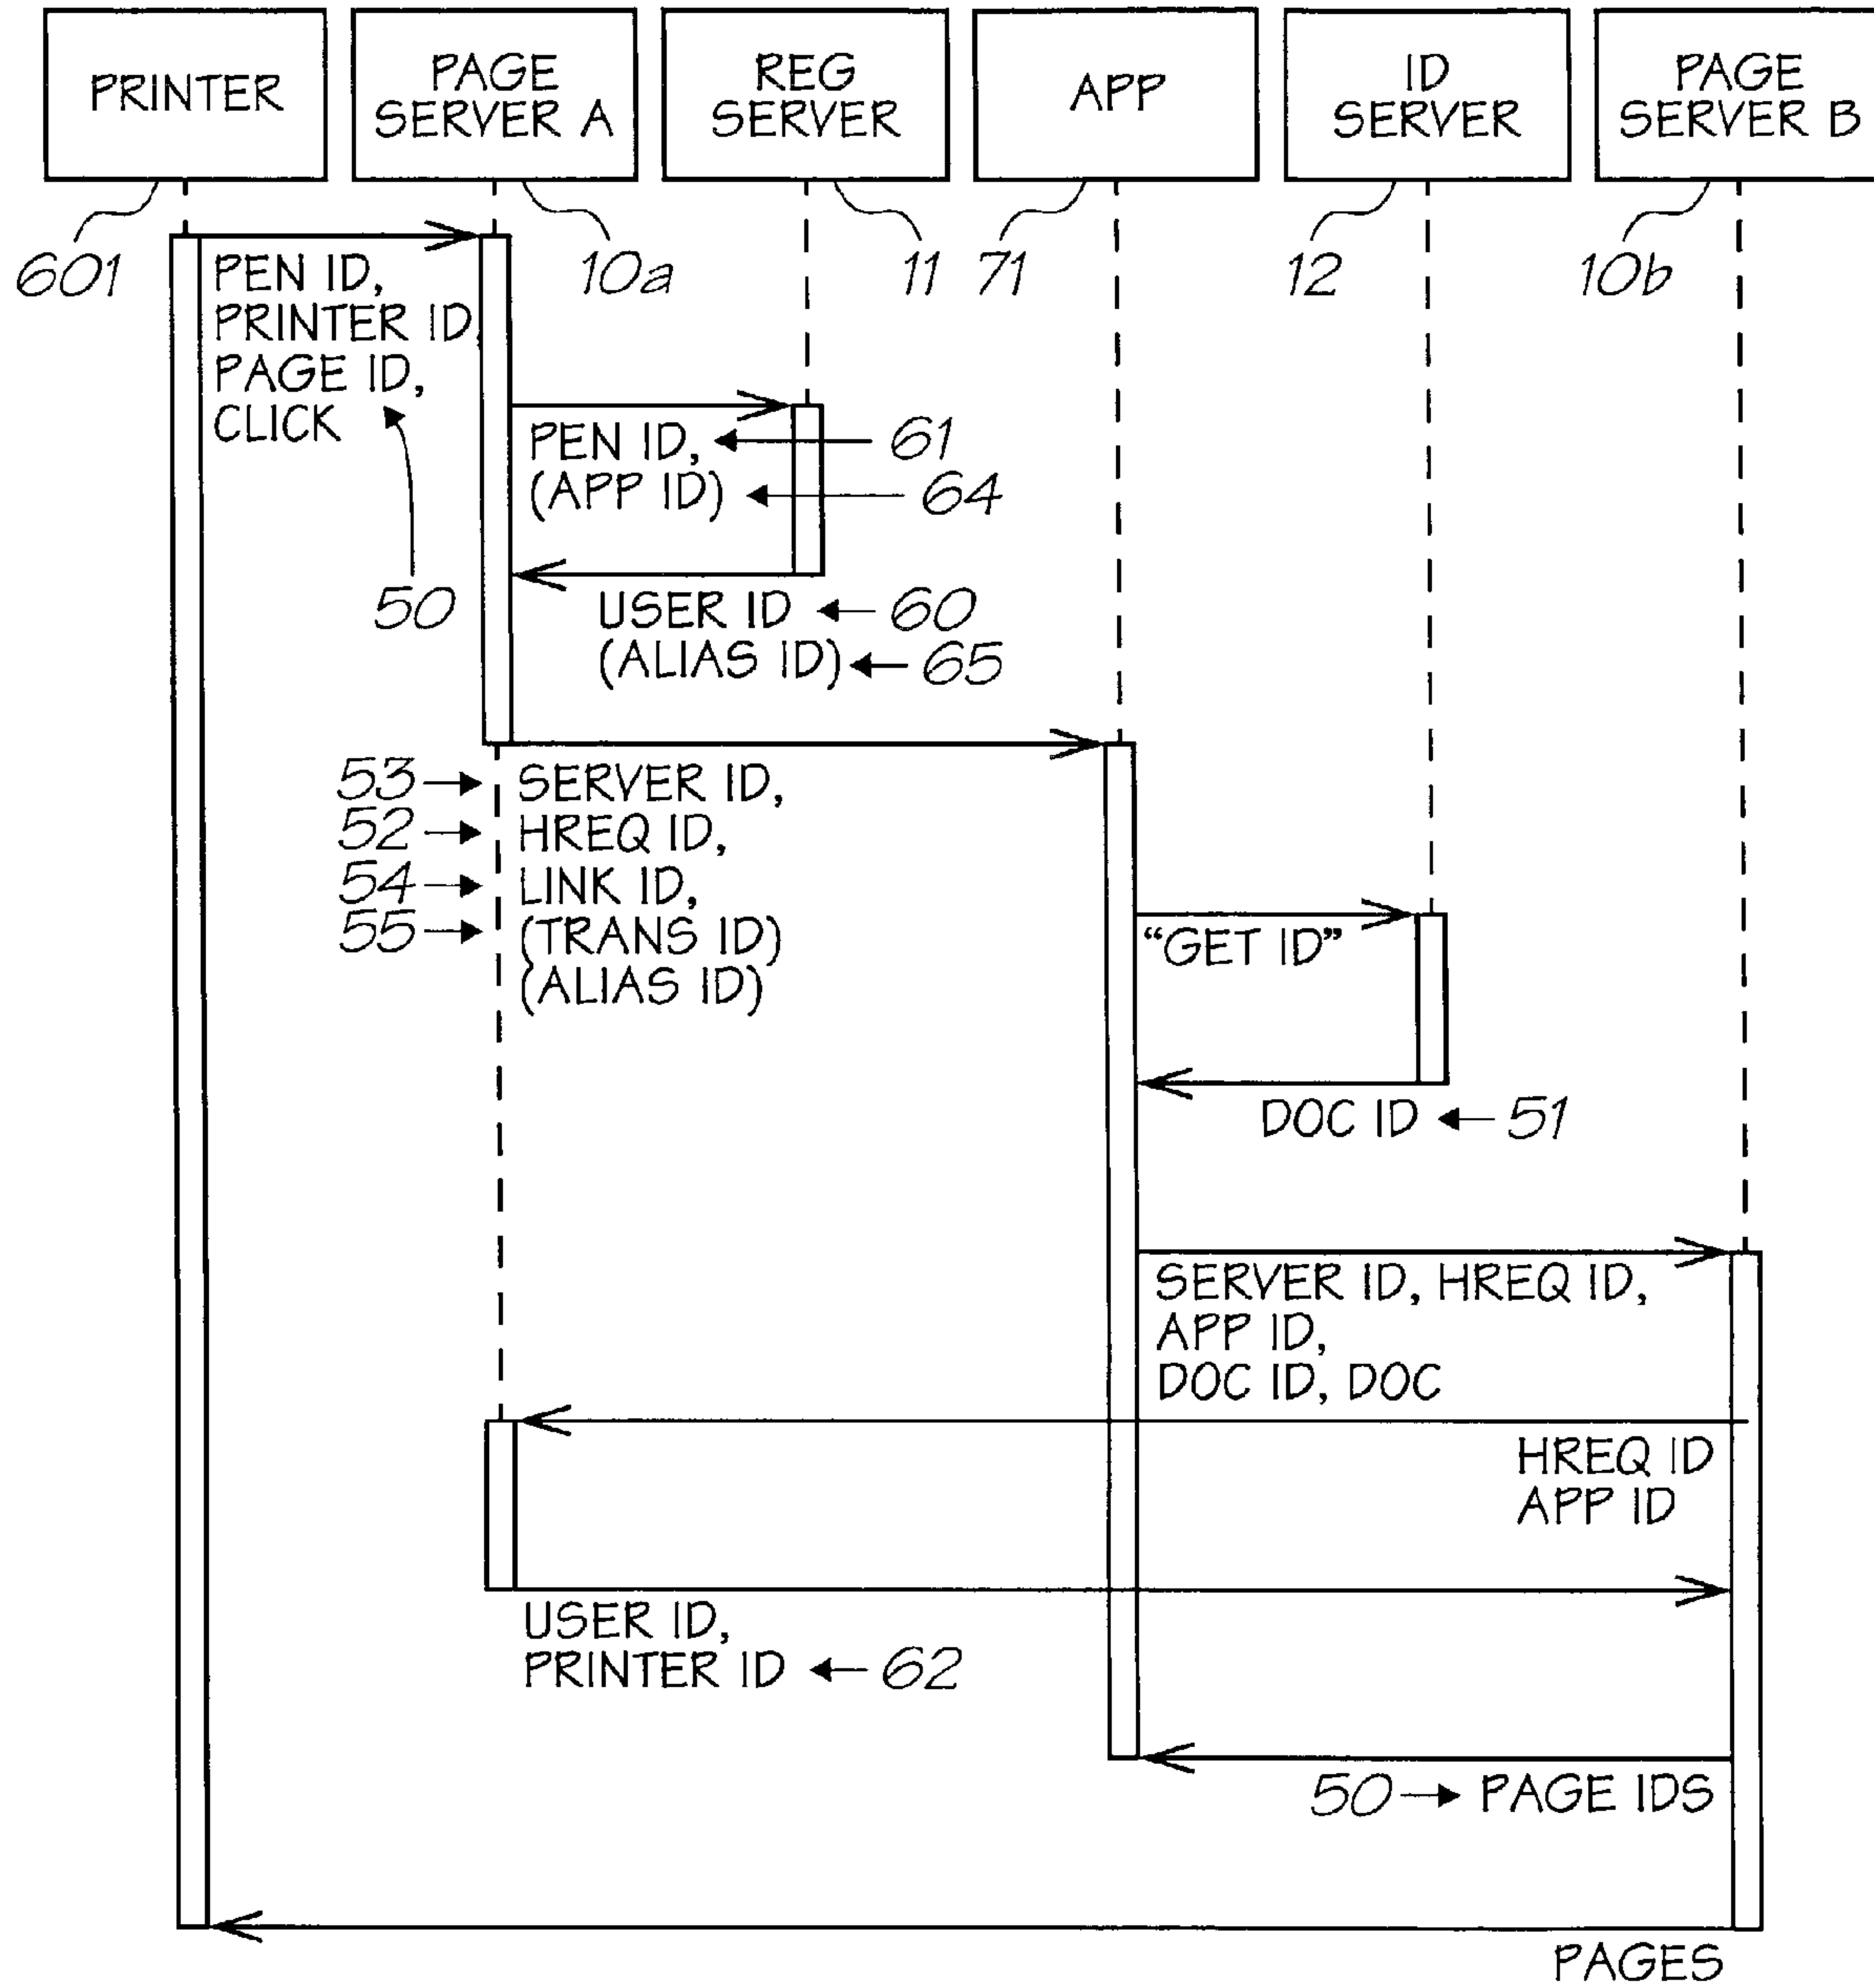 PRINTER
PAGE
SERVER A
REG
SERVER
APP
ID
SERVER
PAGE
SERVER B
601
10a
11
71
12
10b
PEN ID,
PRINTER ID
PAGE ID,
CLICK
50
PEN ID,
61
(APP ID)
64
USER ID
60
(ALIAS ID)
65
53
SERVER ID,
52
HREQ ID,
54
LINK ID,
55
(TRANS ID)
(ALIAS ID)
“GET ID”
DOC ID
51
SERVER ID, HREQ ID,
APP ID,
DOC ID, DOC
HREQ ID
APP ID
USER ID,
PRINTER ID
62
50
PAGE IDS
PAGES